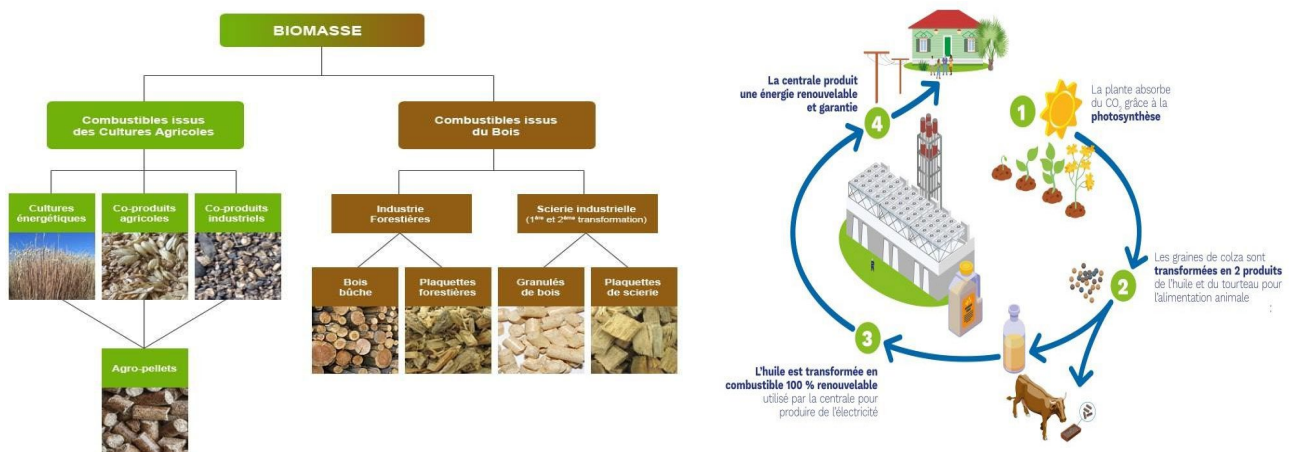 BIOMASSE
Combustibles issus
des Cultures Agricoles
Combustibles issus
du Bois
Cultures
énergétiques
Co-produits
agricoles
Co-produits
industriels
Industrie
Forestières
Scierie industrielle
(1ère et 2ème transformation)
Bois
bûche
Plaquettes
forestières
Granulés
de bois
Plaquettes
de scierie
Agro-pellets
1
La plante absorbe
du CO₂ grâce à la
photosynthèse
2
Les graines de colza sont
transformées en 2 produits
de l'huile et du tourteau pour
l'alimentation animale
:
3
L'huile est transformée en
combustible 100 % renouvelable
utilisé par la centrale pour
produire de l'électricité
4
La centrale produit
une énergie renouvelable
et garantie